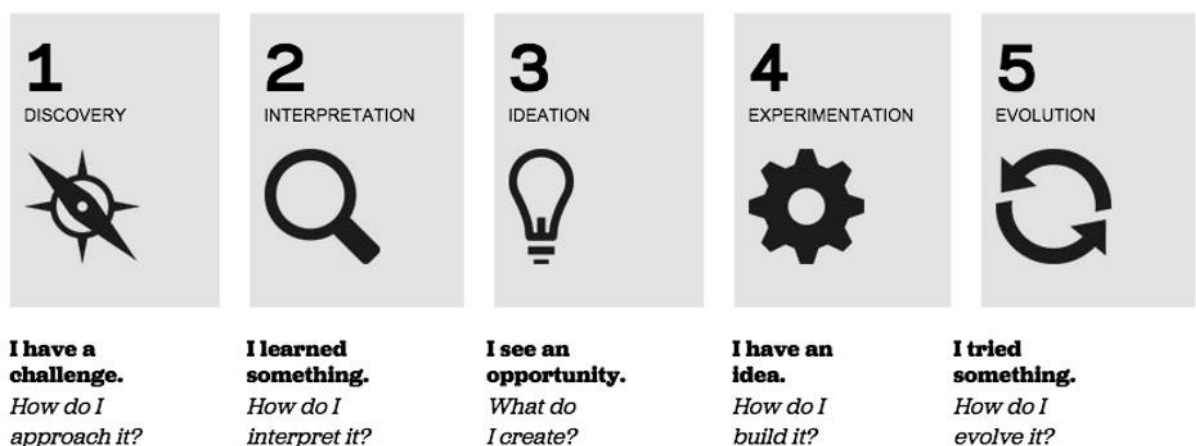 1
DISCOVERY
2
INTERPRETATION
3
IDEATION
4
EXPERIMENTATION
5
EVOLUTION
I have a
challenge.
How do I
approach it?
I learned
something.
How do I
interpret it?
I see an
opportunity.
What do
I create?
I have an
idea.
How do I
build it?
I tried
something.
How do I
evolve it?